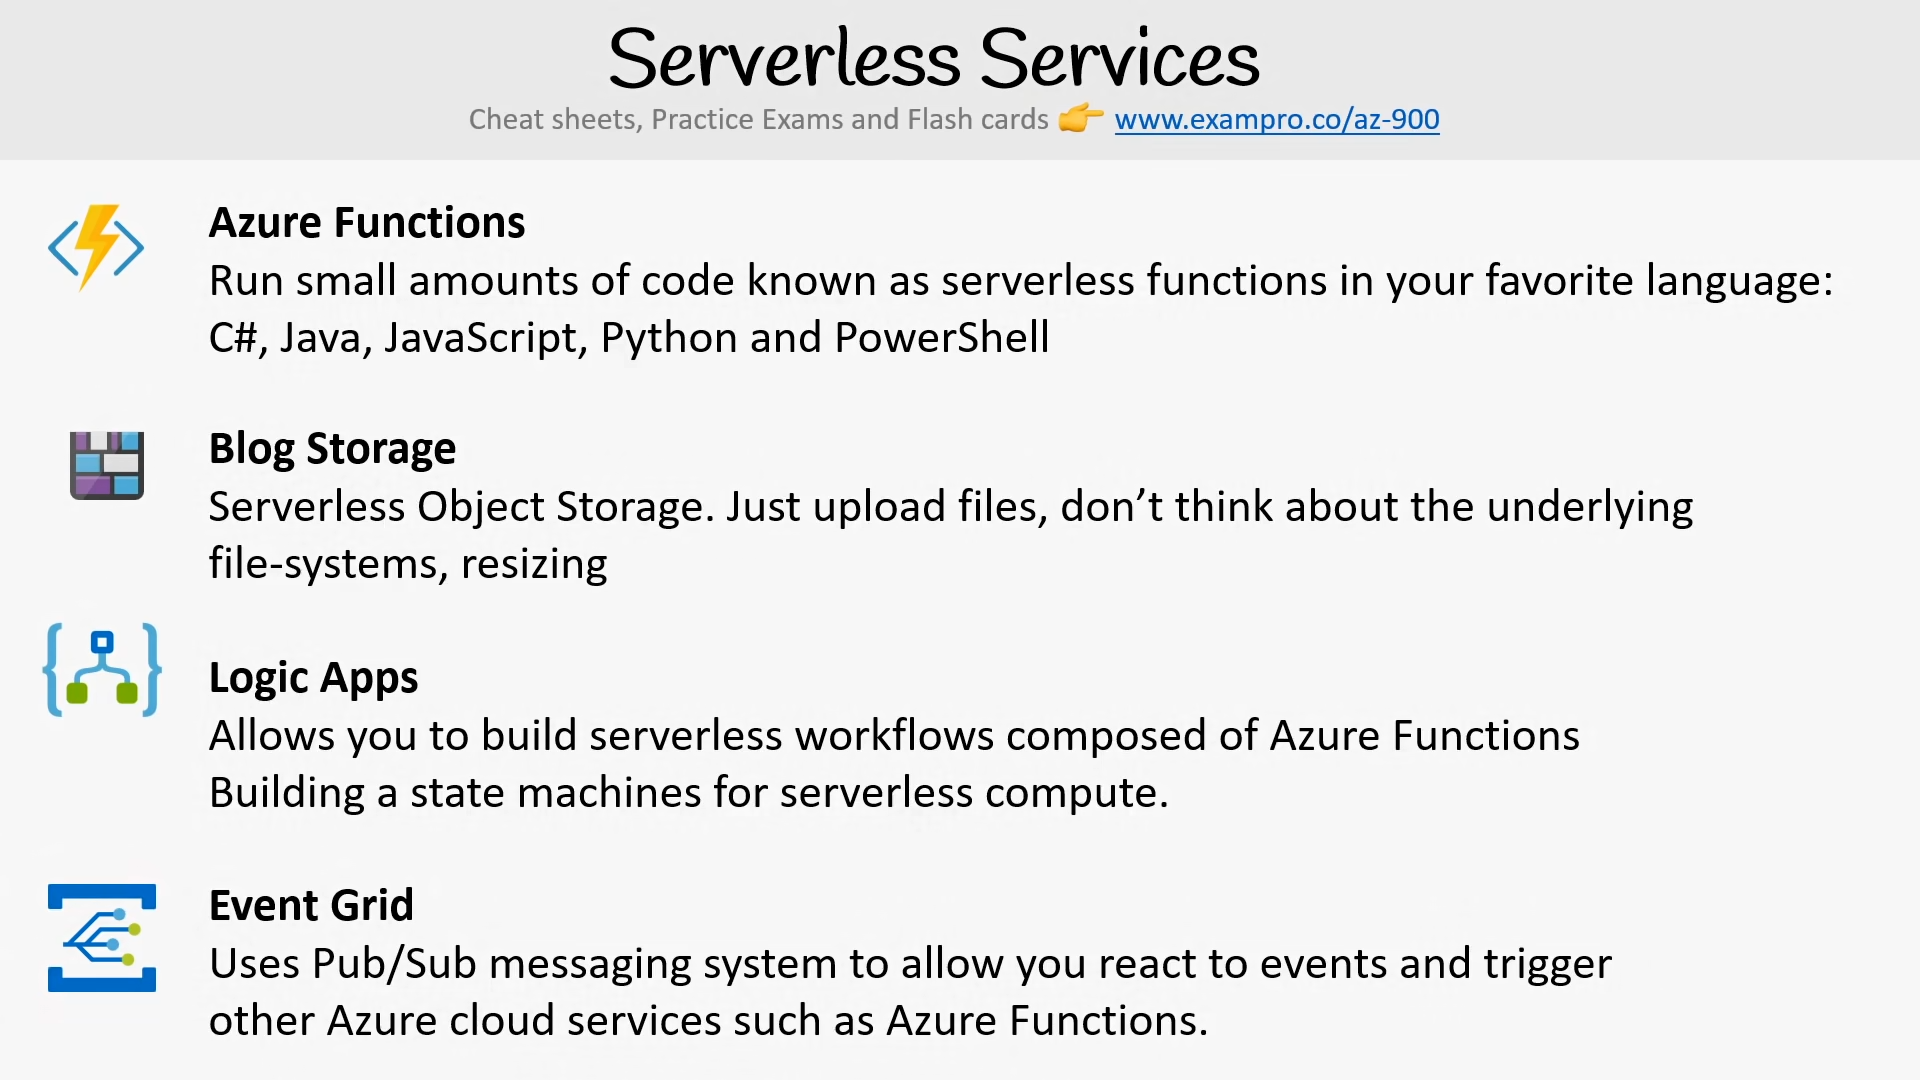 Serverless Services
Cheat sheets, Practice Exams and Flash cards 👉 www.exampro.co/az-900
Azure Functions
Run small amounts of code known as serverless functions in your favorite language:
C#, Java, JavaScript, Python and PowerShell
Blog Storage
Serverless Object Storage. Just upload files, don’t think about the underlying
file-systems, resizing
Logic Apps
Allows you to build serverless workflows composed of Azure Functions
Building a state machines for serverless compute.
Event Grid
Uses Pub/Sub messaging system to allow you react to events and trigger
other Azure cloud services such as Azure Functions.